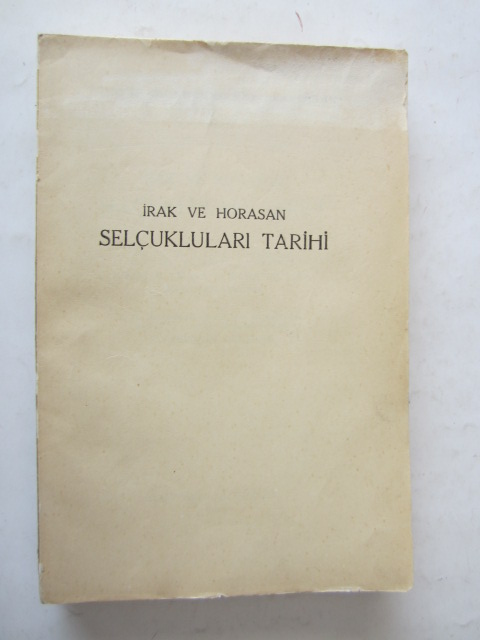 İRAK VE HORASAN
SELÇUKLULARI TARİHİ